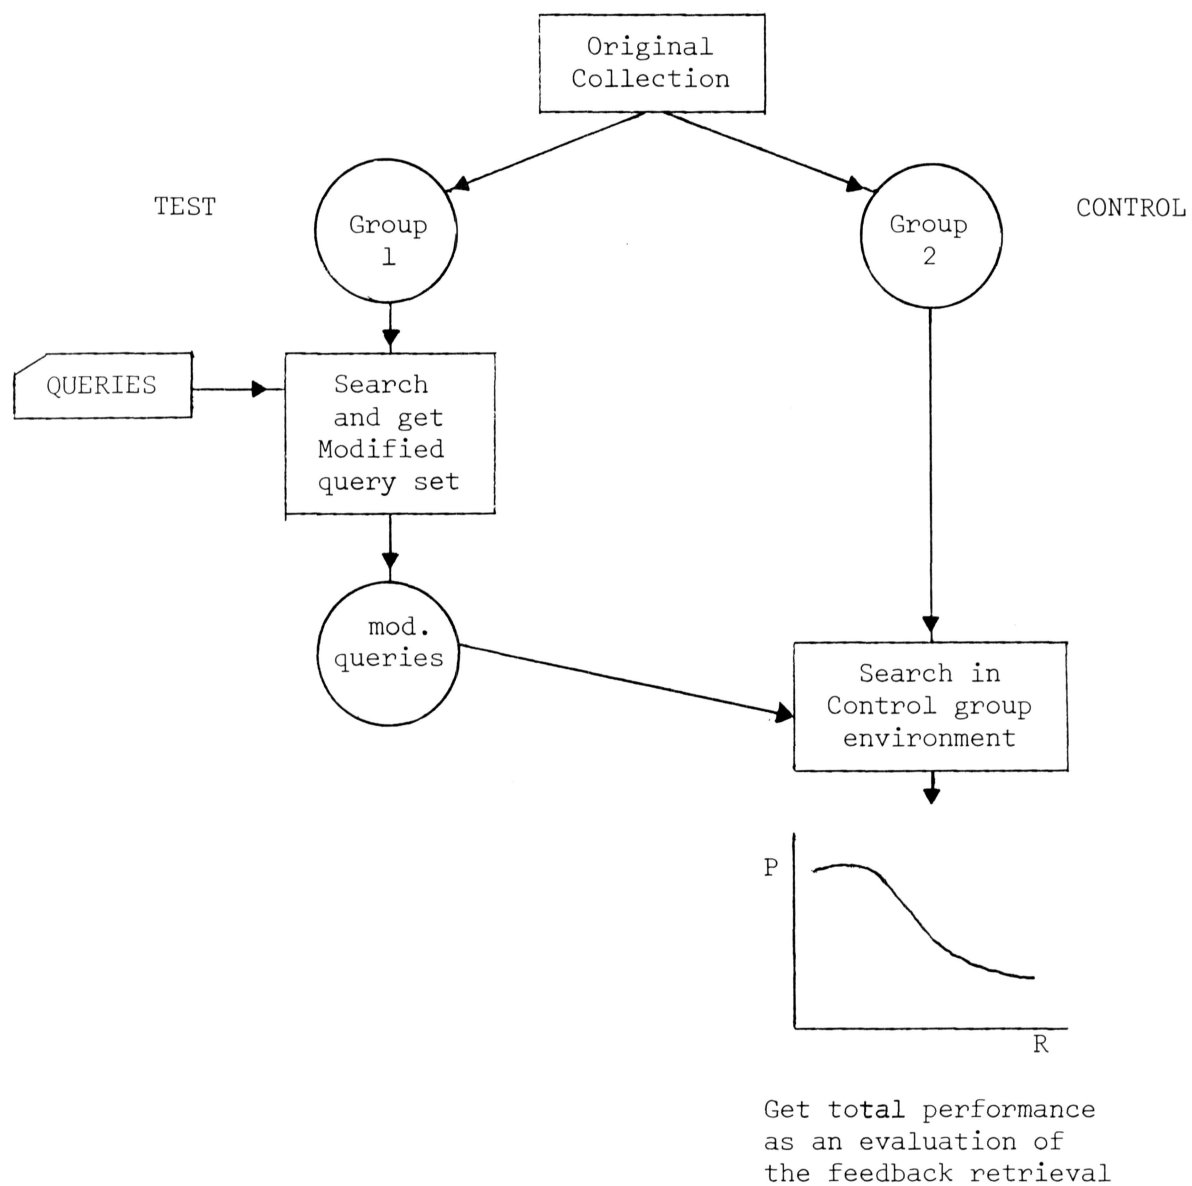 Original
Collection
TEST
Group
1
Group
2
CONTROL
QUERIES
Search
and get
Modified
query set
mod.
queries
Search in
Control group
environment
P
R
Get total performance
as an evaluation of
the feedback retrieval